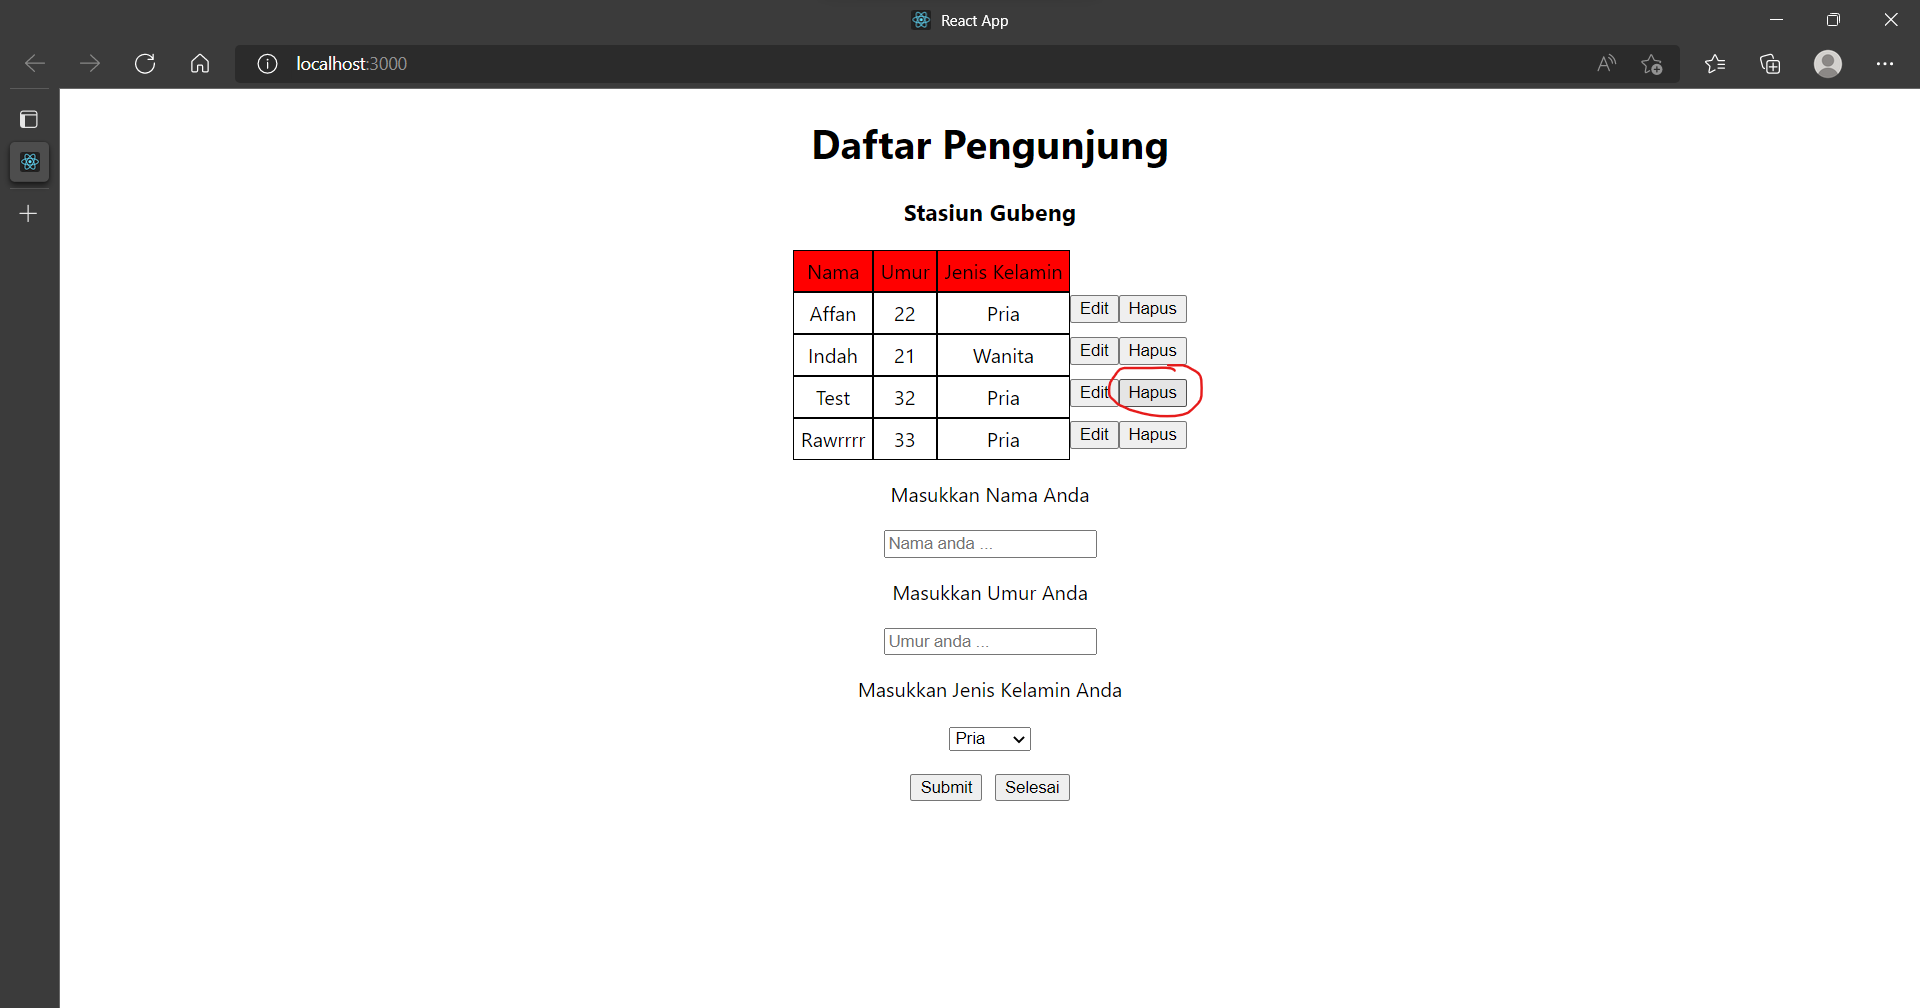 React App
localhost:3000
Daftar Pengunjung
Stasiun Gubeng
Nama Umur Jenis Kelamin
Affan 22 Pria Edit Hapus
Indah 21 Wanita Edit Hapus
Test 32 Pria Edit Hapus
Rawrrrr 33 Pria Edit Hapus
Masukkan Nama Anda
Nama anda ...
Masukkan Umur Anda
Umur anda ...
Masukkan Jenis Kelamin Anda
Pria
Submit Selesai